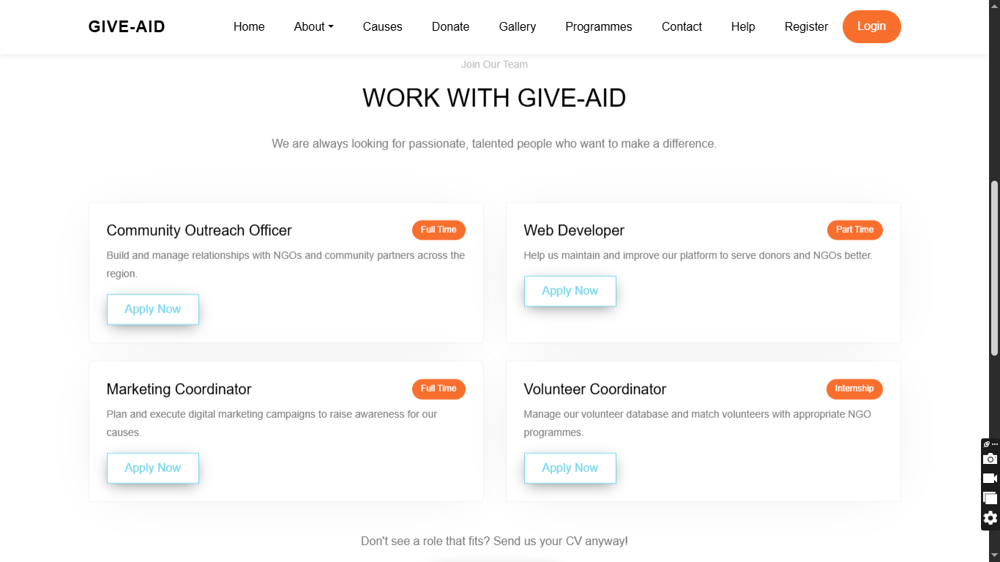 GIVE-AID
Home
About
Causes
Donate
Gallery
Programmes
Contact
Help
Register
Login
Join Our Team
WORK WITH GIVE-AID
We are always looking for passionate, talented people who want to make a difference.
Community Outreach Officer
Full Time
Build and manage relationships with NGOs and community partners across the
region.
Apply Now
Web Developer
Part Time
Help us maintain and improve our platform to serve donors and NGOs better.
Apply Now
Marketing Coordinator
Full Time
Plan and execute digital marketing campaigns to raise awareness for our
causes.
Apply Now
Volunteer Coordinator
Internship
Manage our volunteer database and match volunteers with appropriate NGO
programmes.
Apply Now
Don't see a role that fits? Send us your CV anyway!